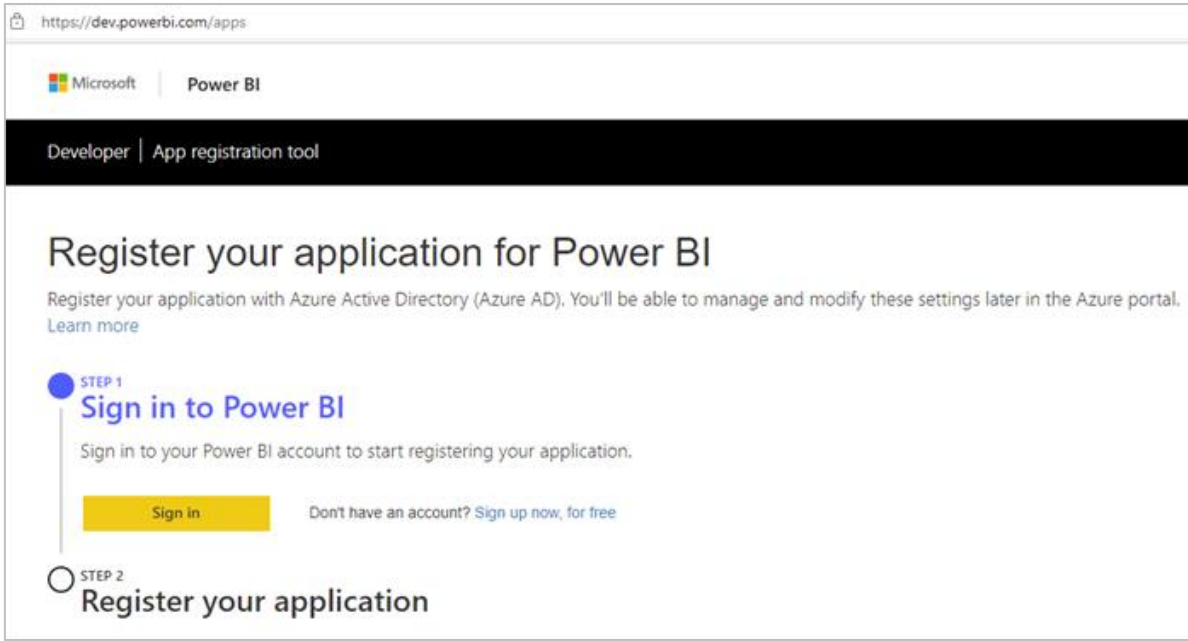 https://dev.powerbi.com/apps
Microsoft Power BI
Developer | App registration tool
Register your application for Power BI
Register your application with Azure Active Directory (Azure AD). You'll be able to manage and modify these settings later in the Azure portal.
Learn more
STEP 1
Sign in to Power BI
Sign in to your Power BI account to start registering your application.
Sign in Don't have an account? Sign up now, for free
STEP 2
Register your application